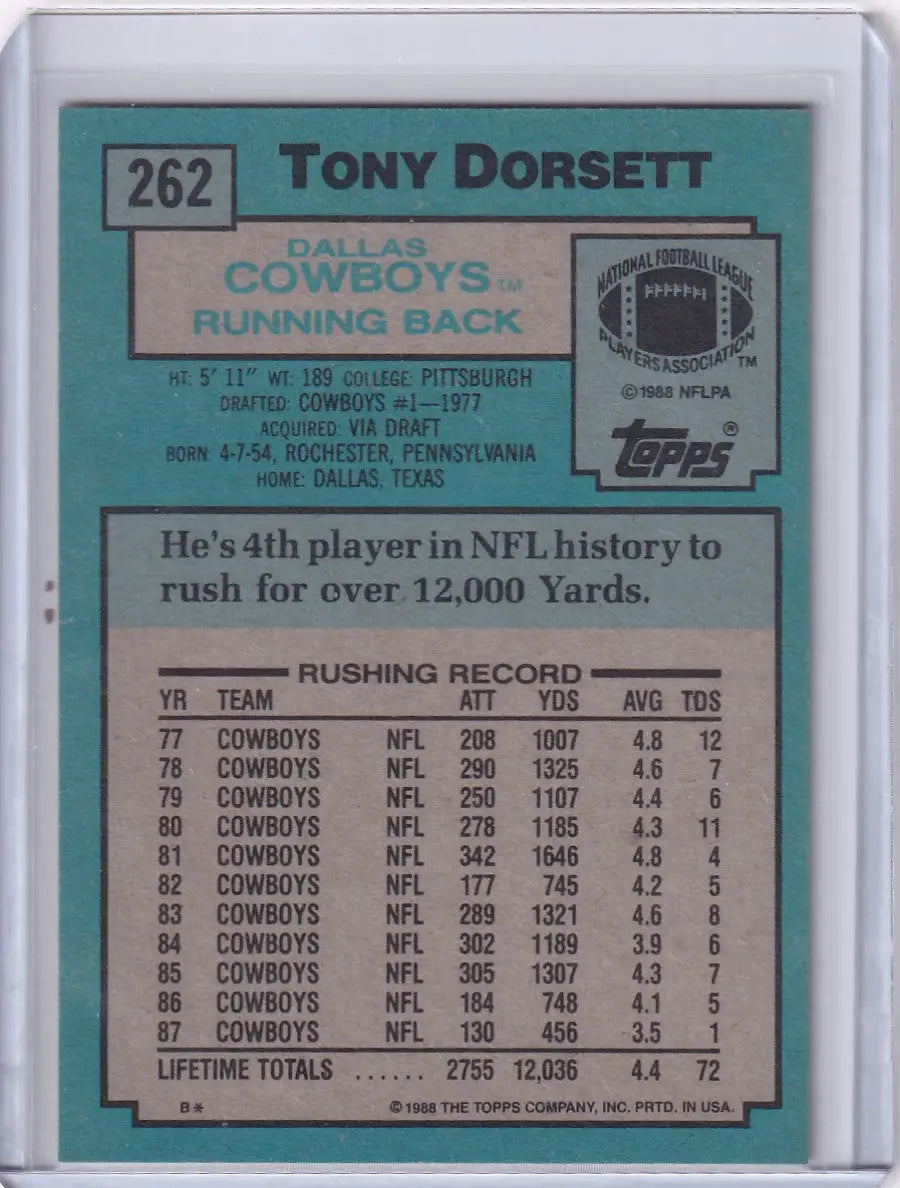 262 TONY DORSETT
DALLAS
COWBOYS TM
RUNNING BACK
NATIONAL FOOTBALL LEAGUE
PLAYERS ASSOCIATION TM
© 1988 NFLPA
TOPPS ®
HT: 5' 11" WT: 189 COLLEGE: PITTSBURGH
DRAFTED: COWBOYS #1—1977
ACQUIRED: VIA DRAFT
BORN: 4-7-54, ROCHESTER, PENNSYLVANIA
HOME: DALLAS, TEXAS
He's 4th player in NFL history to
rush for over 12,000 Yards.
RUSHING RECORD
YR TEAM ATT YDS AVG TDS
77 COWBOYS NFL 208 1007 4.8 12
78 COWBOYS NFL 290 1325 4.6 7
79 COWBOYS NFL 250 1107 4.4 6
80 COWBOYS NFL 278 1185 4.3 11
81 COWBOYS NFL 342 1646 4.8 4
82 COWBOYS NFL 177 745 4.2 5
83 COWBOYS NFL 289 1321 4.6 8
84 COWBOYS NFL 302 1189 3.9 6
85 COWBOYS NFL 305 1307 4.3 7
86 COWBOYS NFL 184 748 4.1 5
87 COWBOYS NFL 130 456 3.5 1
LIFETIME TOTALS ...... 2755 12,036 4.4 72
B* © 1988 THE TOPPS COMPANY, INC. PRTD. IN USA.